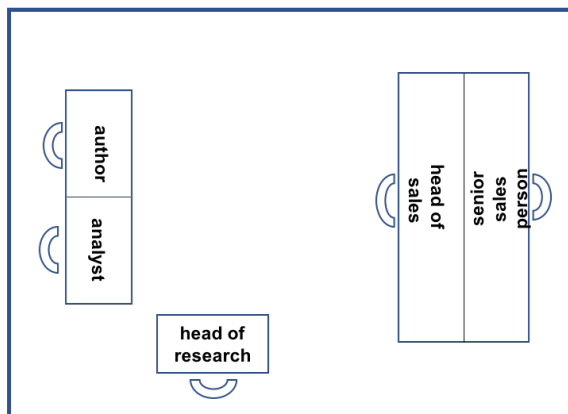 author
analyst
head of
research
head of
sales
senior
sales
person